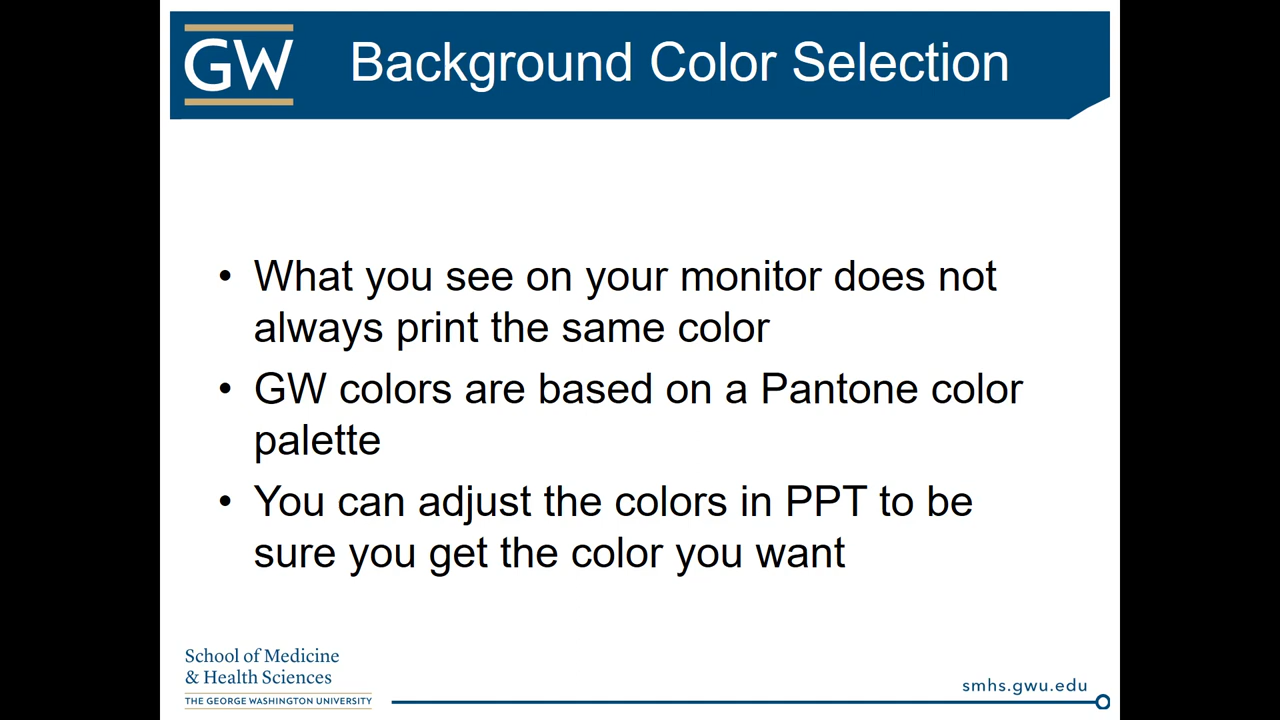 GW
Background Color Selection
• What you see on your monitor does not
always print the same color
• GW colors are based on a Pantone color
palette
• You can adjust the colors in PPT to be
sure you get the color you want
School of Medicine
& Health Sciences
THE GEORGE WASHINGTON UNIVERSITY
smhs.gwu.edu